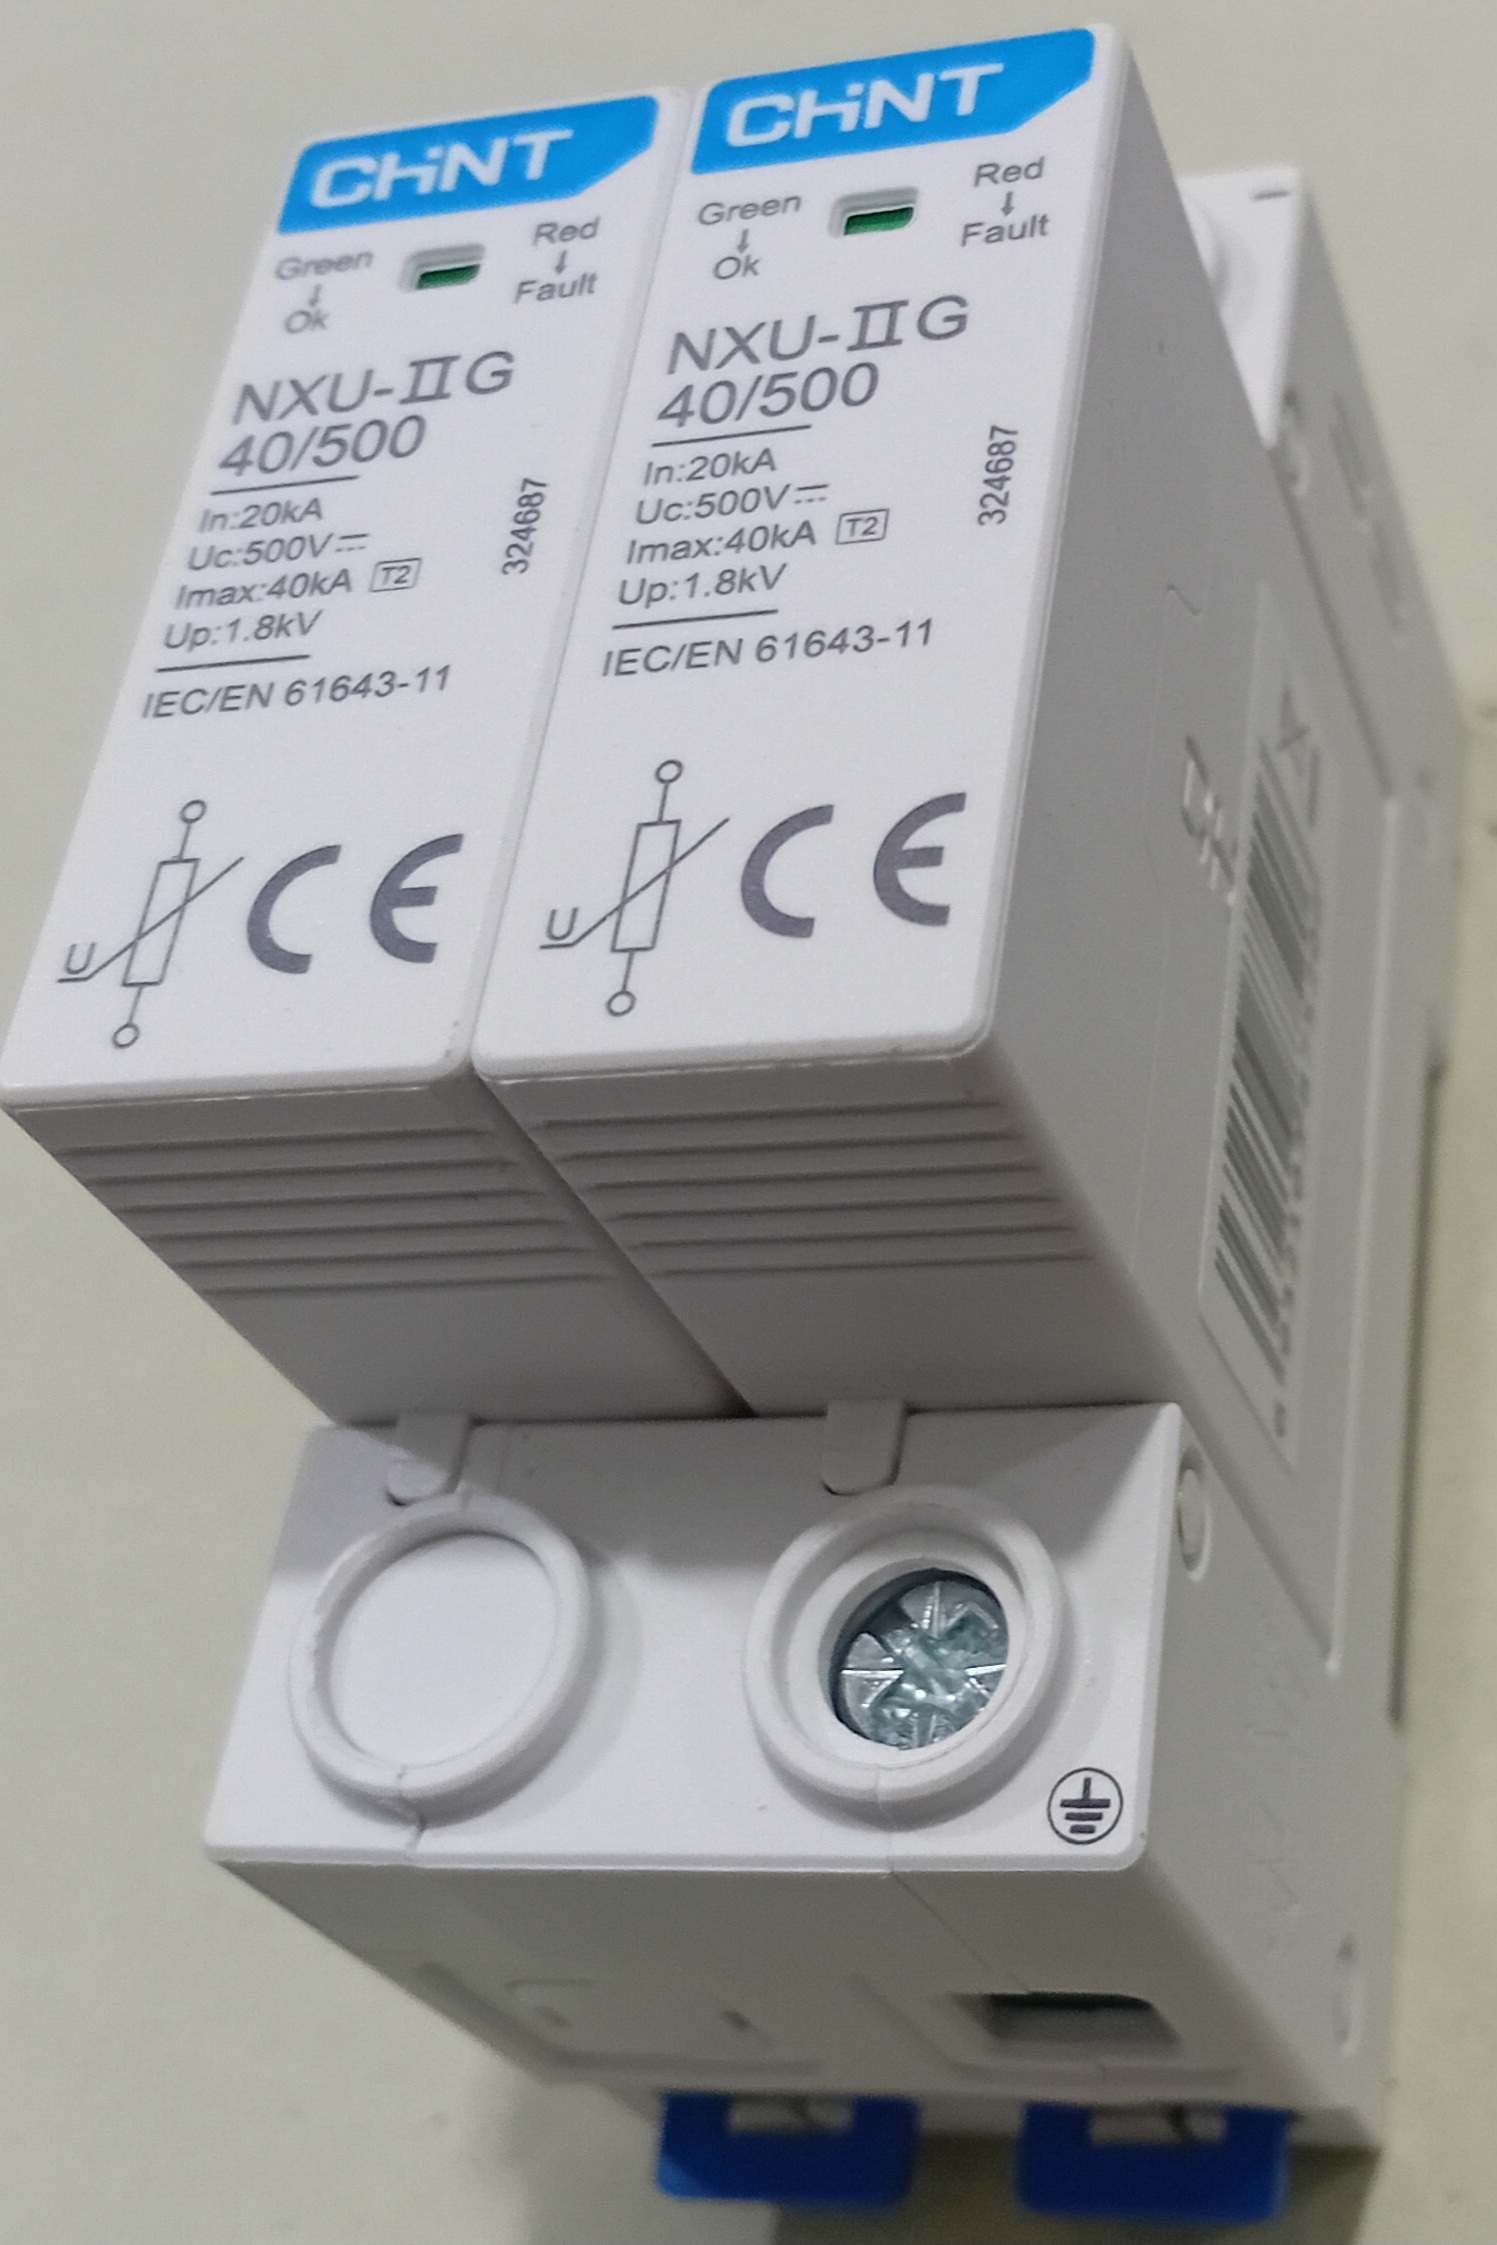 CHiNT
Green
↓
Ok
Red
↓
Fault
NXU-ⅡG
40/500
In:20kA
Uc:500V⎓
Imax:40kA T2
Up:1.8kV
324687
IEC/EN 61643-11
U
CE
CHiNT
Green
↓
Ok
Red
↓
Fault
NXU-ⅡG
40/500
In:20kA
Uc:500V⎓
Imax:40kA T2
Up:1.8kV
324687
IEC/EN 61643-11
U
CE